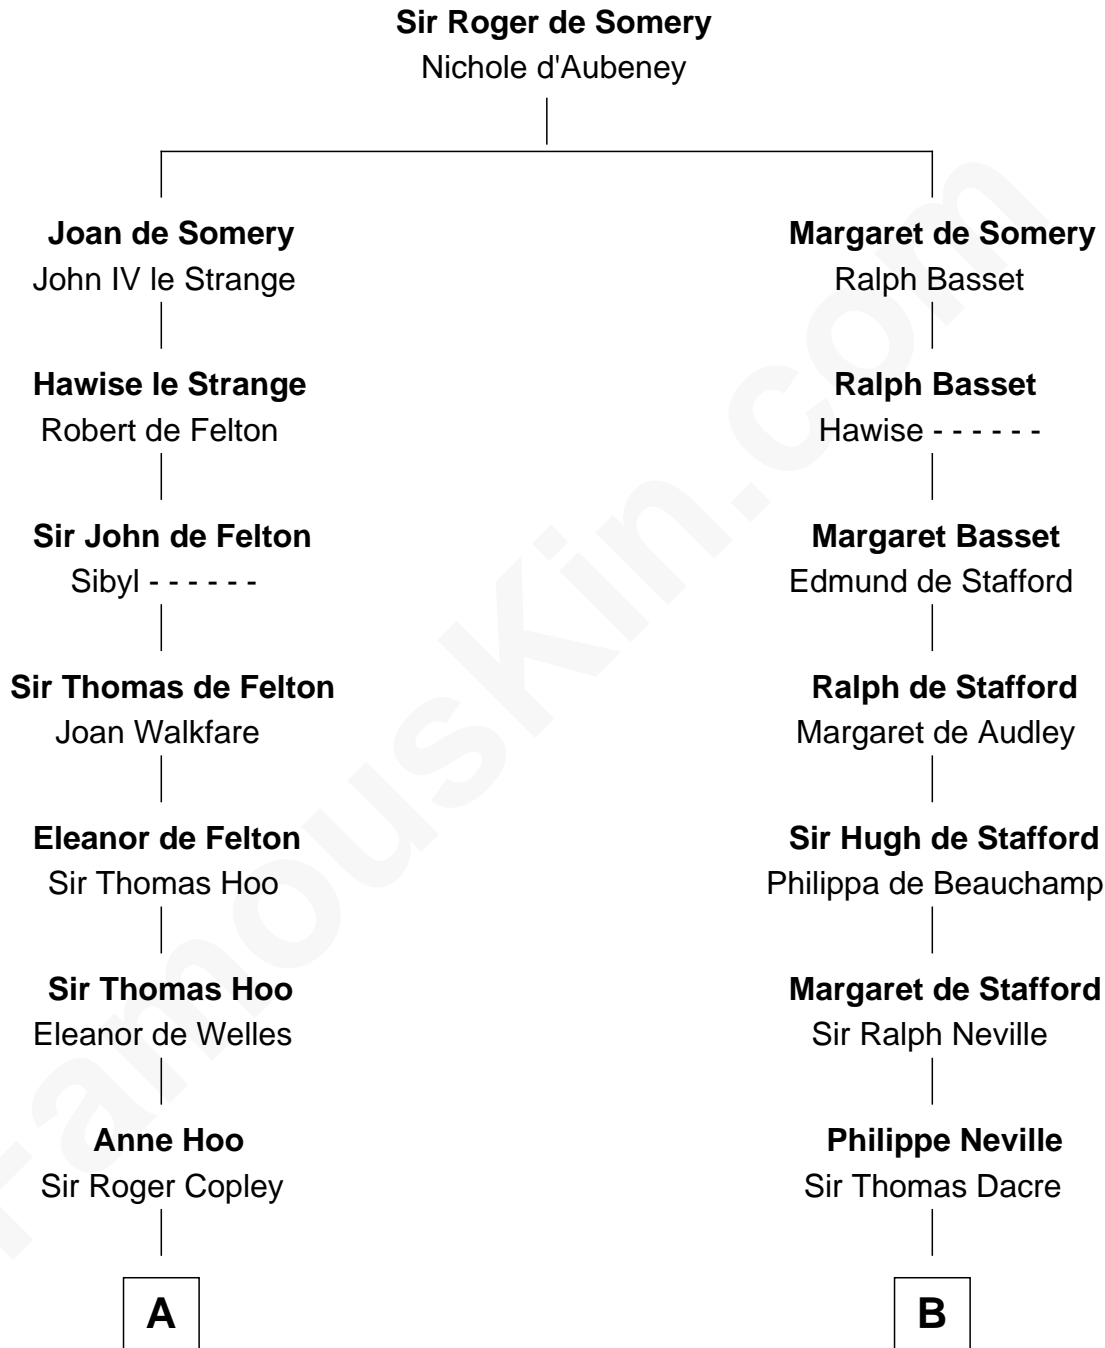 Sir Roger de Somery
Nichole d'Aubeney
Joan de Somery
John IV le Strange
Margaret de Somery
Ralph Basset
Hawise le Strange
Robert de Felton
Ralph Basset
Hawise - - - - - -
Sir John de Felton
Sibyl - - - - - -
Margaret Basset
Edmund de Stafford
Sir Thomas de Felton
Joan Walkfare
Ralph de Stafford
Margaret de Audley
Eleanor de Felton
Sir Thomas Hoo
Sir Hugh de Stafford
Philippa de Beauchamp
Sir Thomas Hoo
Eleanor de Welles
Margaret de Stafford
Sir Ralph Neville
Anne Hoo
Sir Roger Copley
Philippe Neville
Sir Thomas Dacre
A
B
FamousKin.com